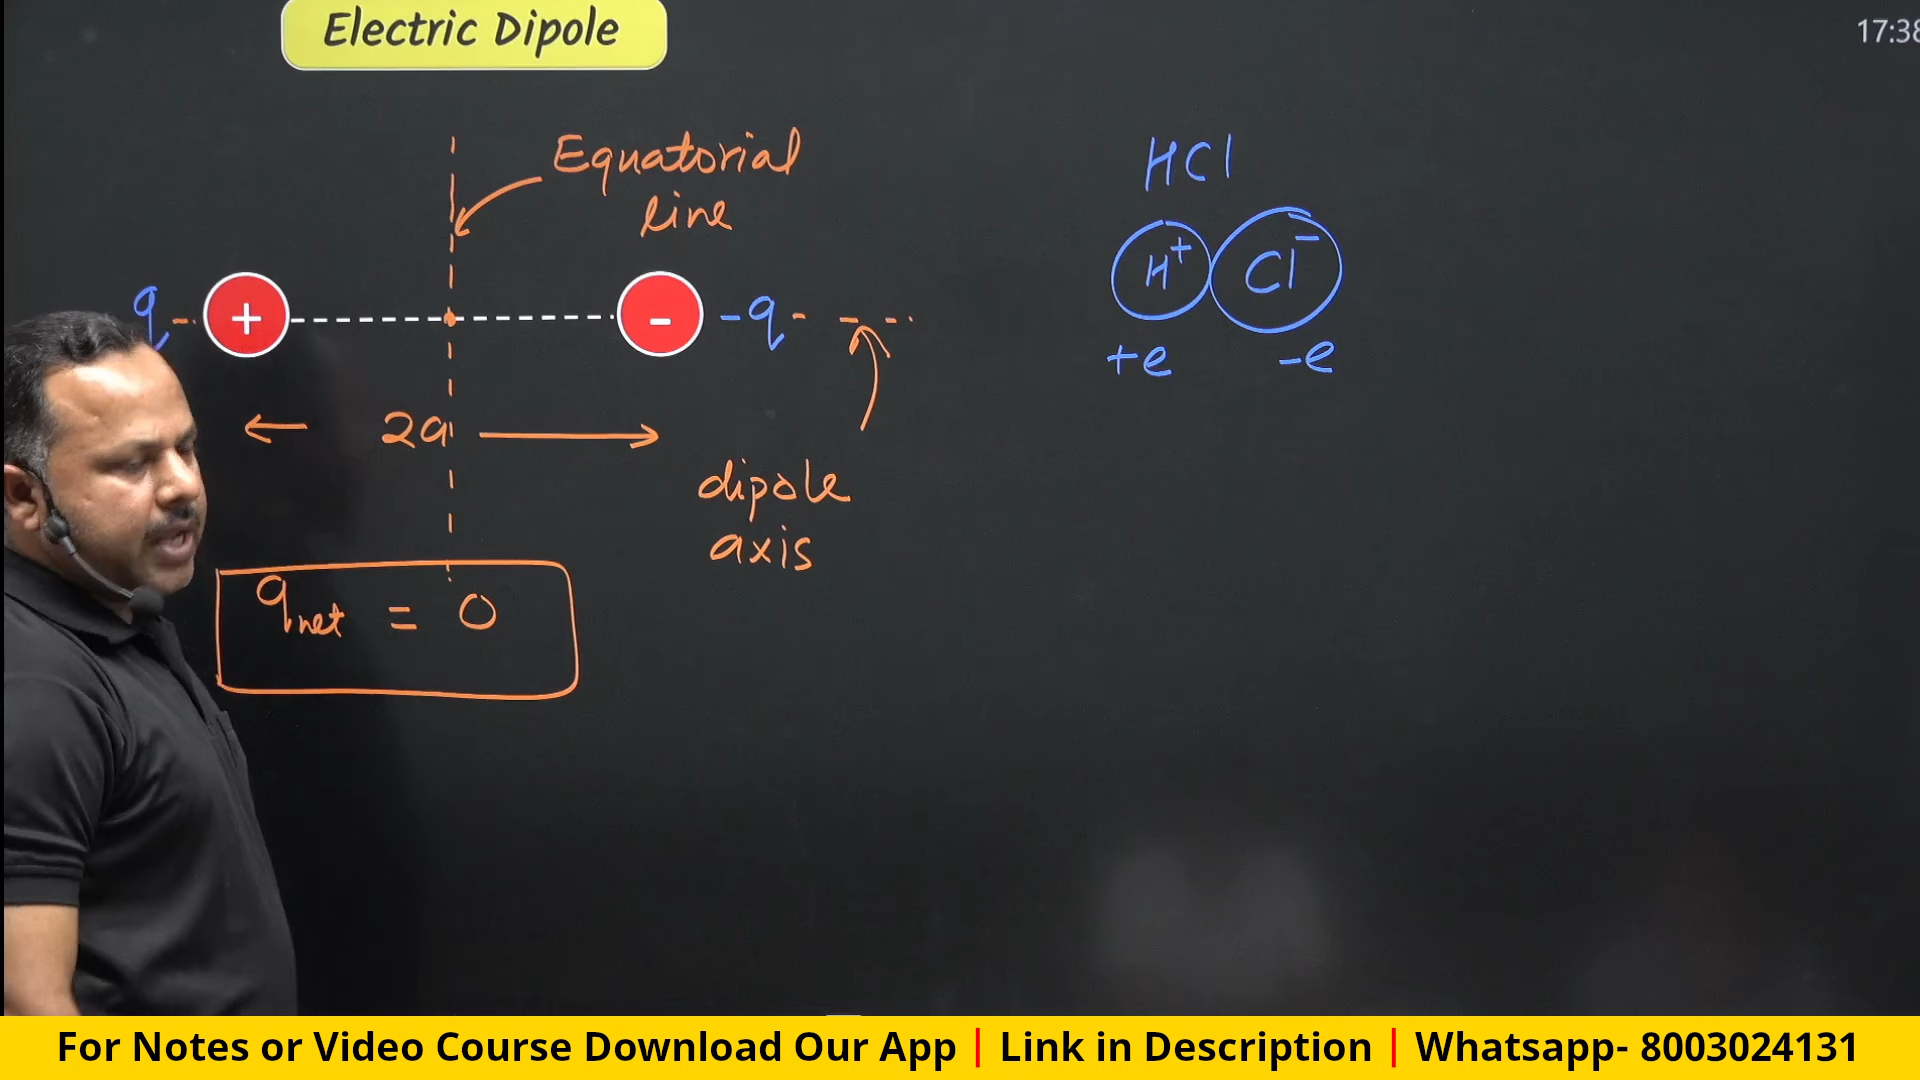 Electric Dipole
17:38
Equatorial
line
HCl
H⁺ Cl⁻
q + - -q
+e -e
2a
dipole
axis
qnet = 0
For Notes or Video Course Download Our App | Link in Description | Whatsapp- 8003024131